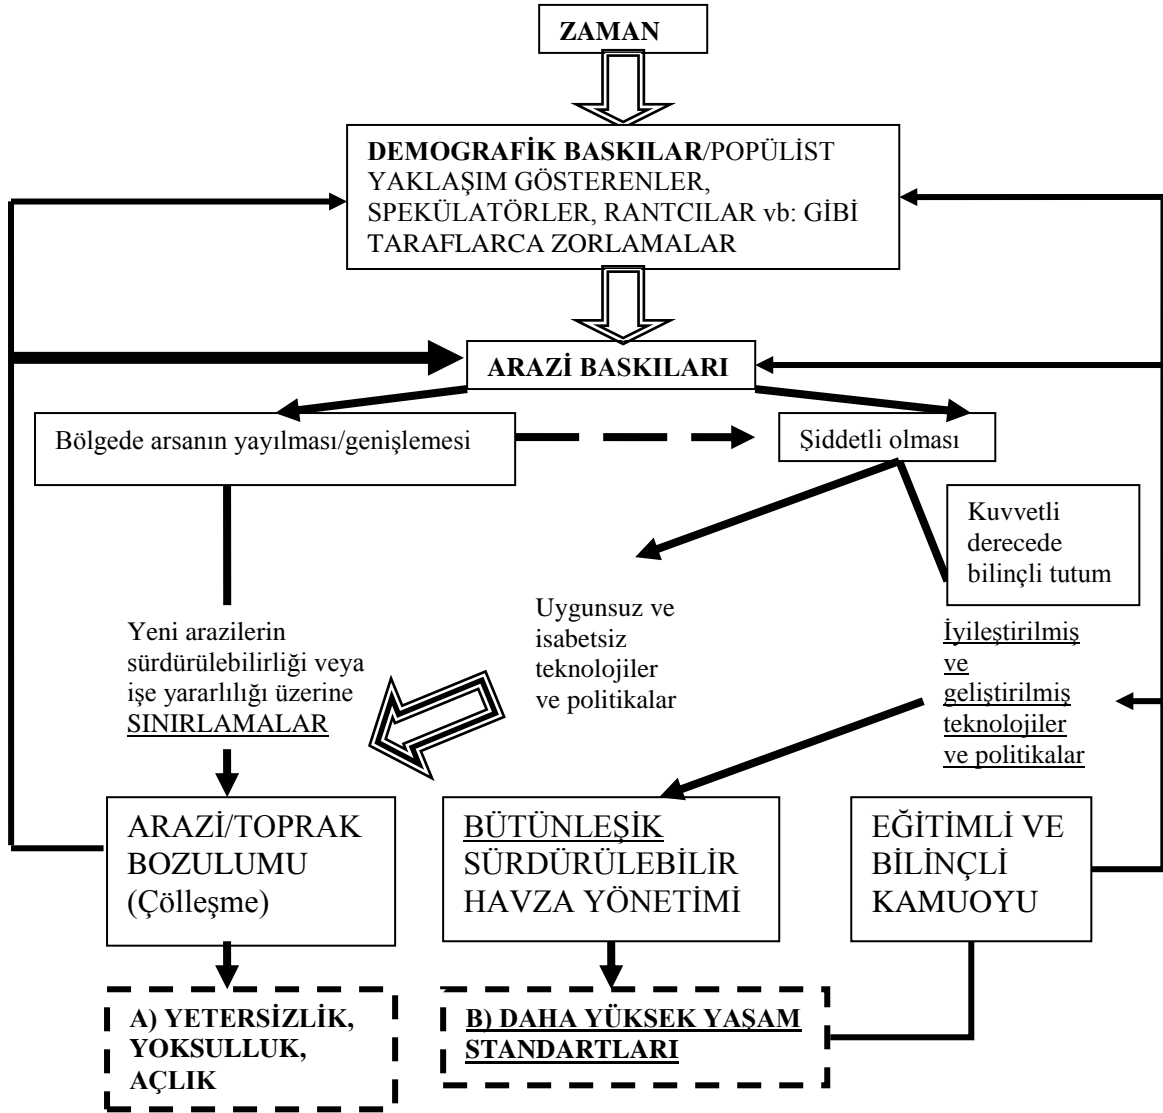 ZAMAN
DEMOGRAFİK BASKILAR/POPÜLİST
YAKLAŞIM GÖSTERENLER,
SPEKÜLATÖRLER, RANTCILAR vb: GİBİ
TARAFLARCA ZORLAMALAR
ARAZİ BASKILARI
Bölgede arsanın yayılması/genişlemesi
Şiddetli olması
Kuvvetli
derecede
bilinçli tutum
Yeni arazilerin
sürdürülebilirliği veya
işe yararlılığı üzerine
SINIRLAMALAR
Uygunsuz ve
isabetsiz
teknolojiler
ve politikalar
İyileştirilmiş
ve
geliştirilmiş
teknolojiler
ve politikalar
ARAZİ/TOPRAK
BOZULUMU
(Çölleşme)
BÜTÜNLEŞİK
SÜRDÜRÜLEBİLİR
HAVZA YÖNETİMİ
EĞİTİMLİ VE
BİLİNÇLİ
KAMUOYU
A) YETERSİZLİK,
YOKSULLUK,
AÇLIK
B) DAHA YÜKSEK YAŞAM
STANDARTLARI